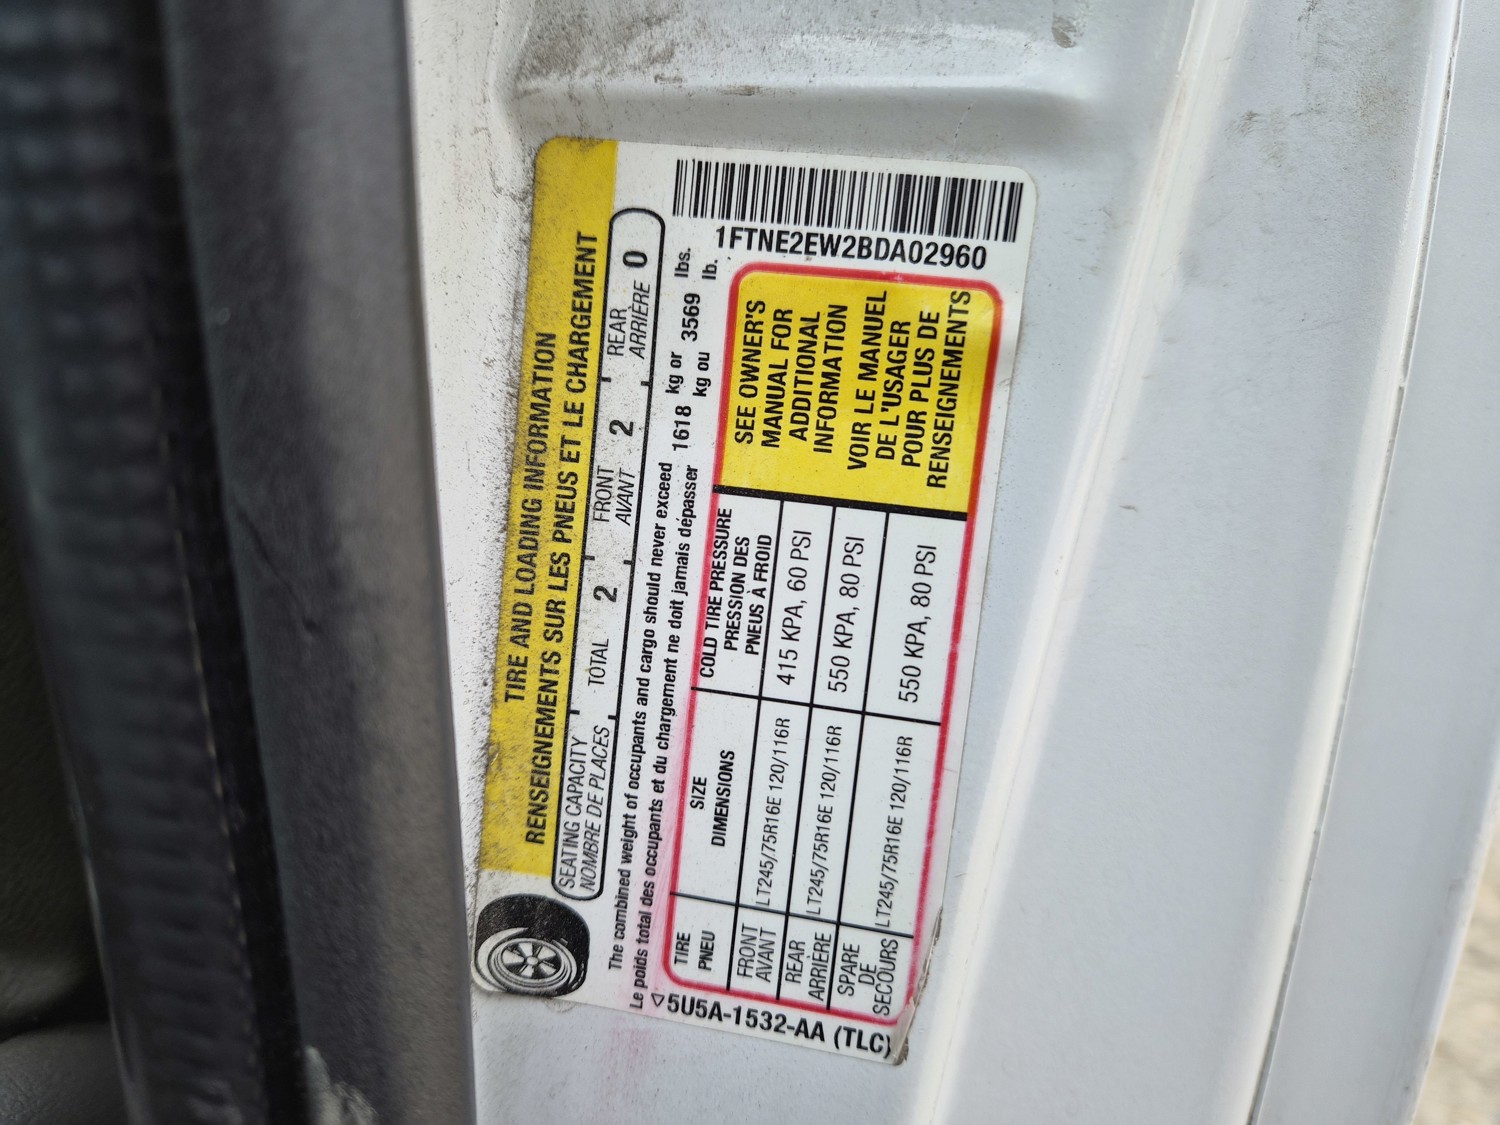 TIRE AND LOADING INFORMATION
RENSEIGNEMENTS SUR LES PNEUS ET LE CHARGEMENT
SEATING CAPACITY TOTAL 2 FRONT 2 REAR 0
NOMBRE DE PLACES AVANT ARRIÈRE
The combined weight of occupants and cargo should never exceed 1618 kg or 3569 lbs.
Le poids total des occupants et du chargement ne doit jamais dépasser kg ou lb.
1FTNE2EW2BDA02960
TIRE SIZE COLD TIRE PRESSURE
PNEU DIMENSIONS PRESSION DES
PNEUS À FROID
FRONT LT245/75R16E 120/116R 415 KPA, 60 PSI
AVANT
REAR LT245/75R16E 120/116R 550 KPA, 80 PSI
ARRIÈRE
SPARE LT245/75R16E 120/116R 550 KPA, 80 PSI
DE
SECOURS
SEE OWNER'S
MANUAL FOR
ADDITIONAL
INFORMATION
VOIR LE MANUEL
DE L'USAGER
POUR PLUS DE
RENSEIGNEMENTS
5U5A-1532-AA (TLC)